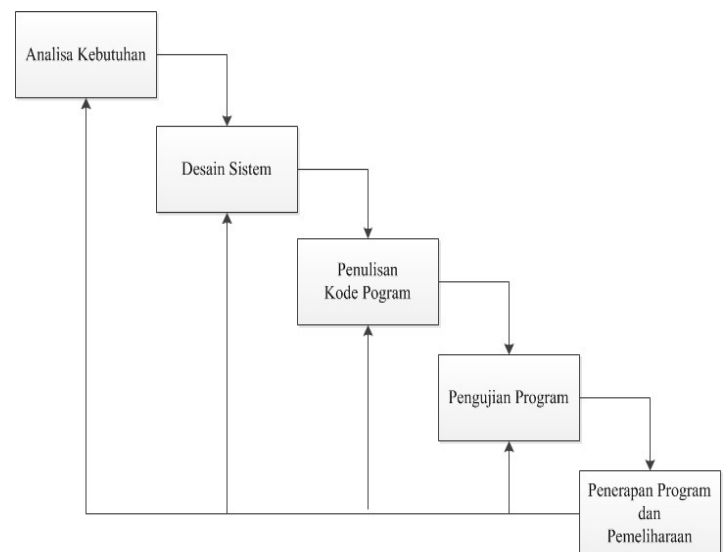 Analisa Kebutuhan
Desain Sistem
Penulisan
Kode Pogram
Pengujian Program
Penerapan Program
dan
Pemeliharaan